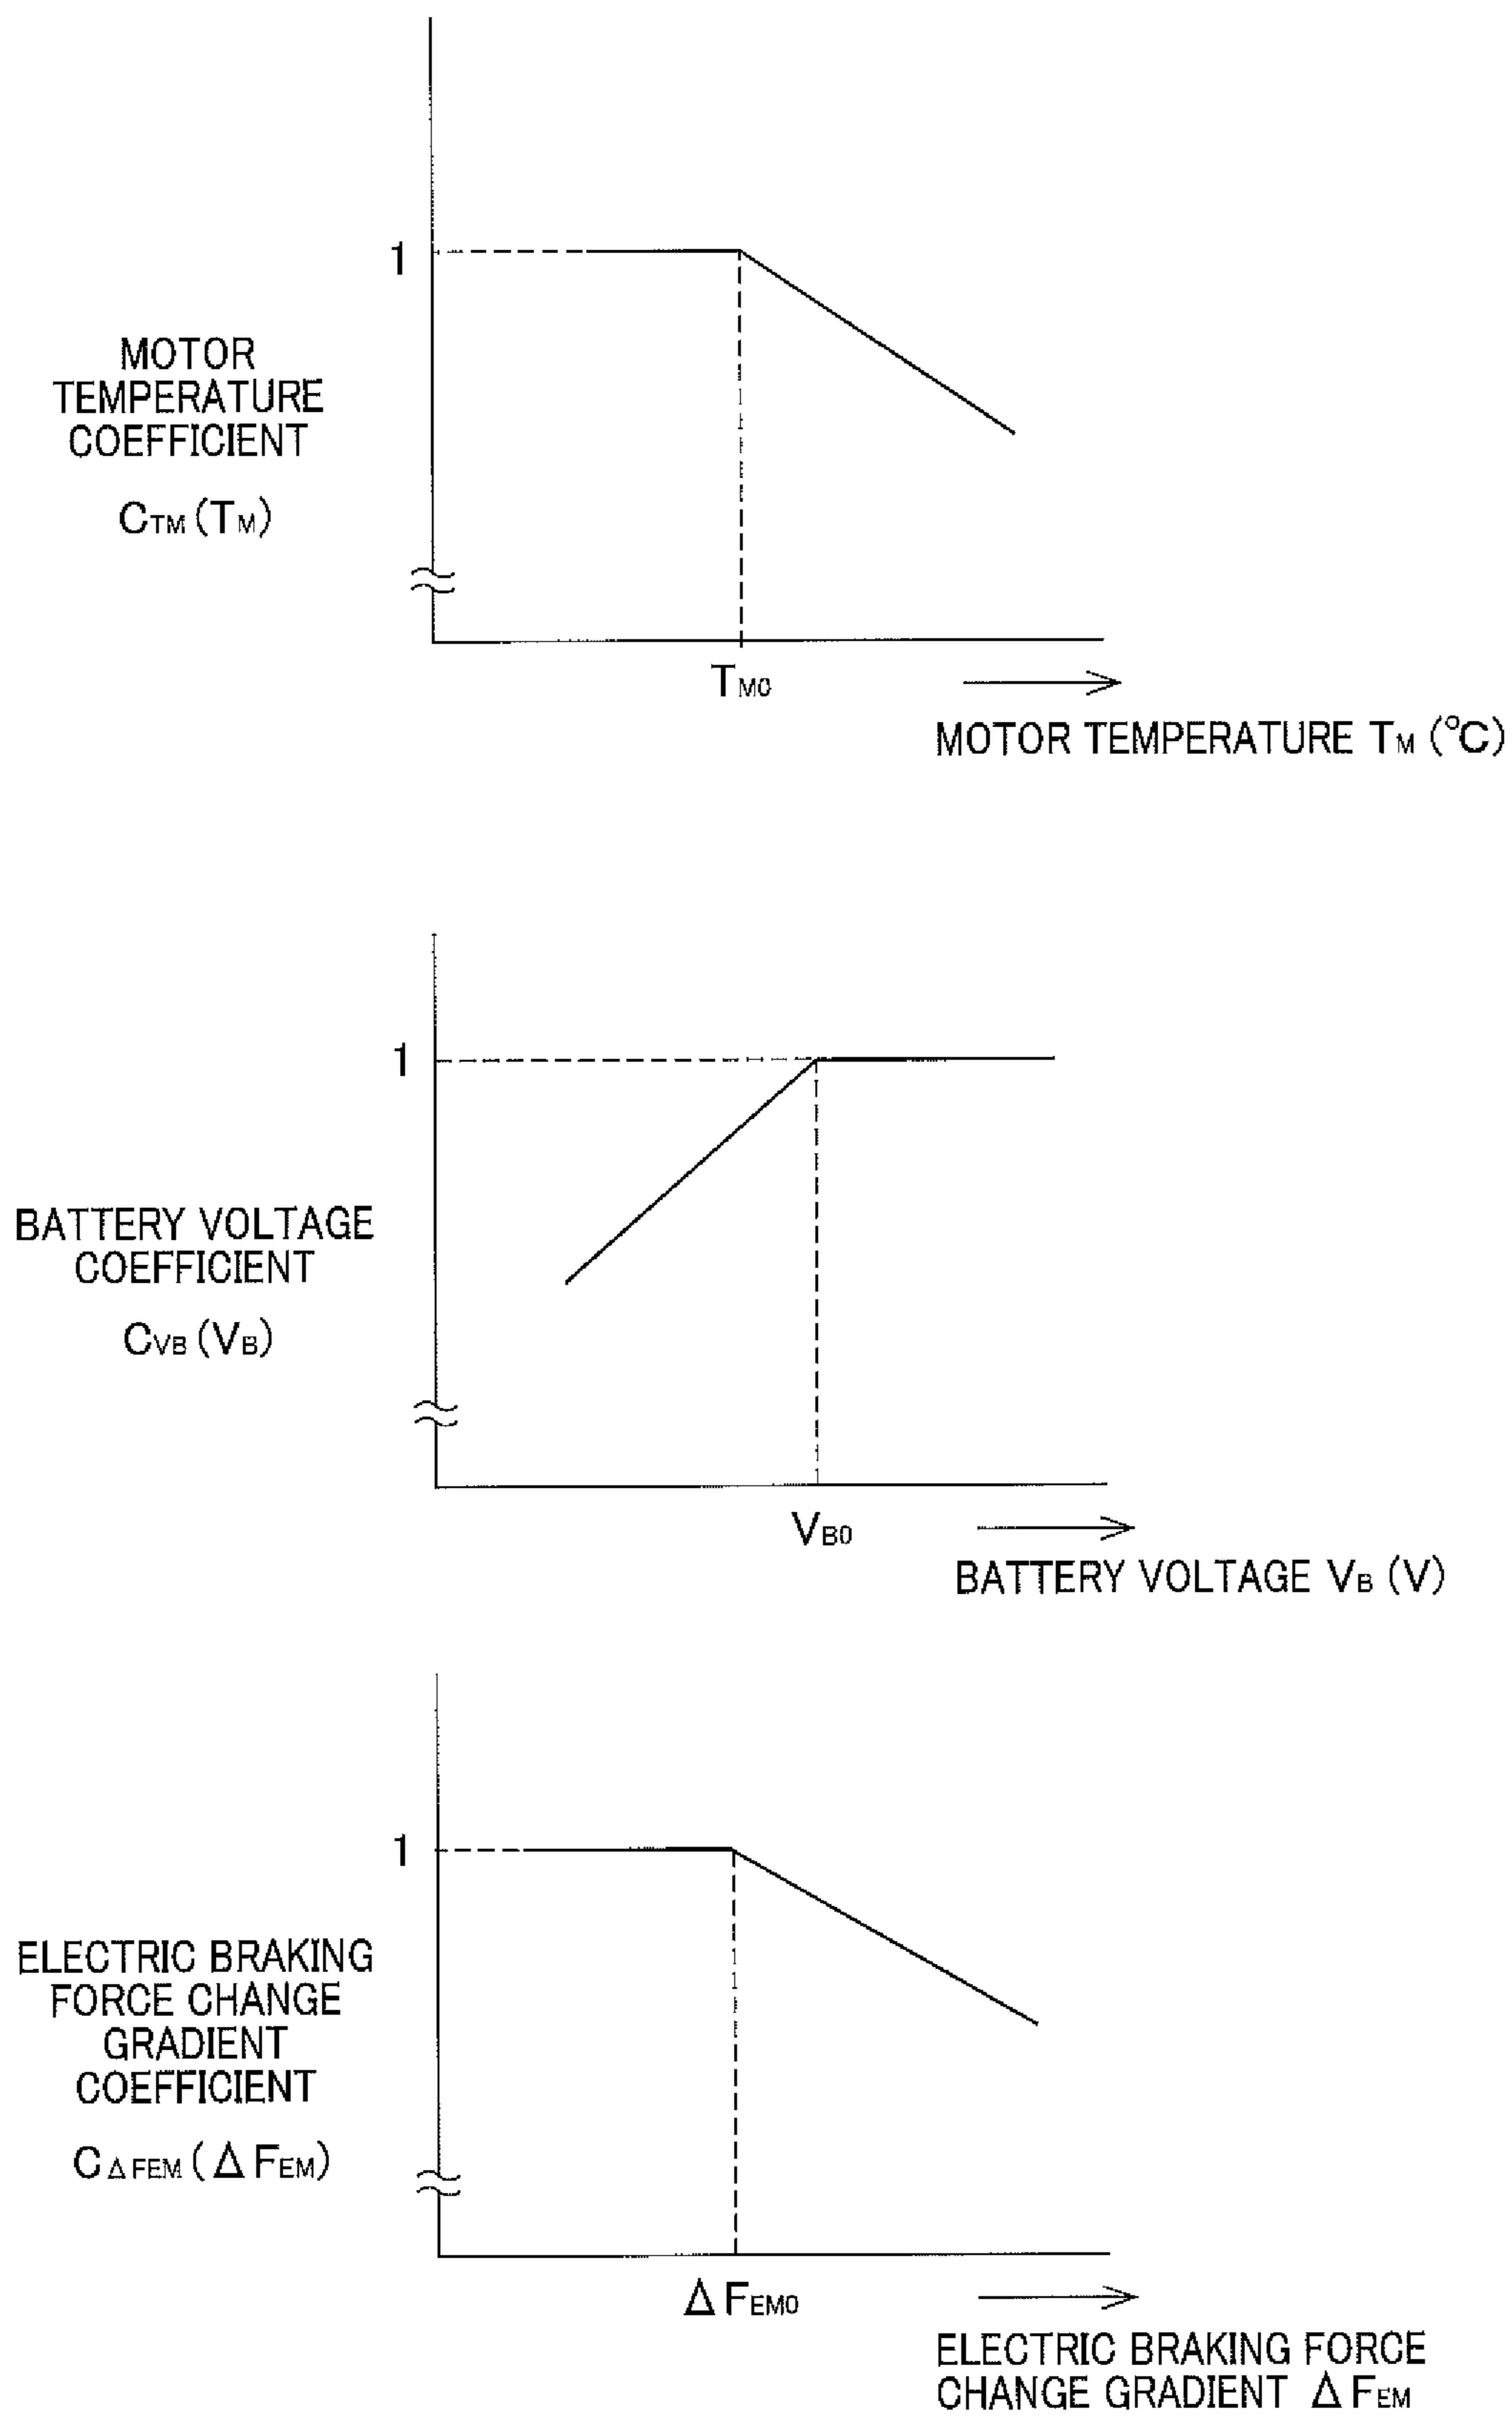 1
MOTOR
TEMPERATURE
COEFFICIENT
CTM (TM)
TM0
MOTOR TEMPERATURE TM (°C)
1
BATTERY VOLTAGE
COEFFICIENT
CVB (VB)
VB0
BATTERY VOLTAGE VB (V)
1
ELECTRIC BRAKING
FORCE CHANGE
GRADIENT
COEFFICIENT
CΔFEM (ΔFEM)
ΔFEM0
ELECTRIC BRAKING FORCE
CHANGE GRADIENT ΔFEM